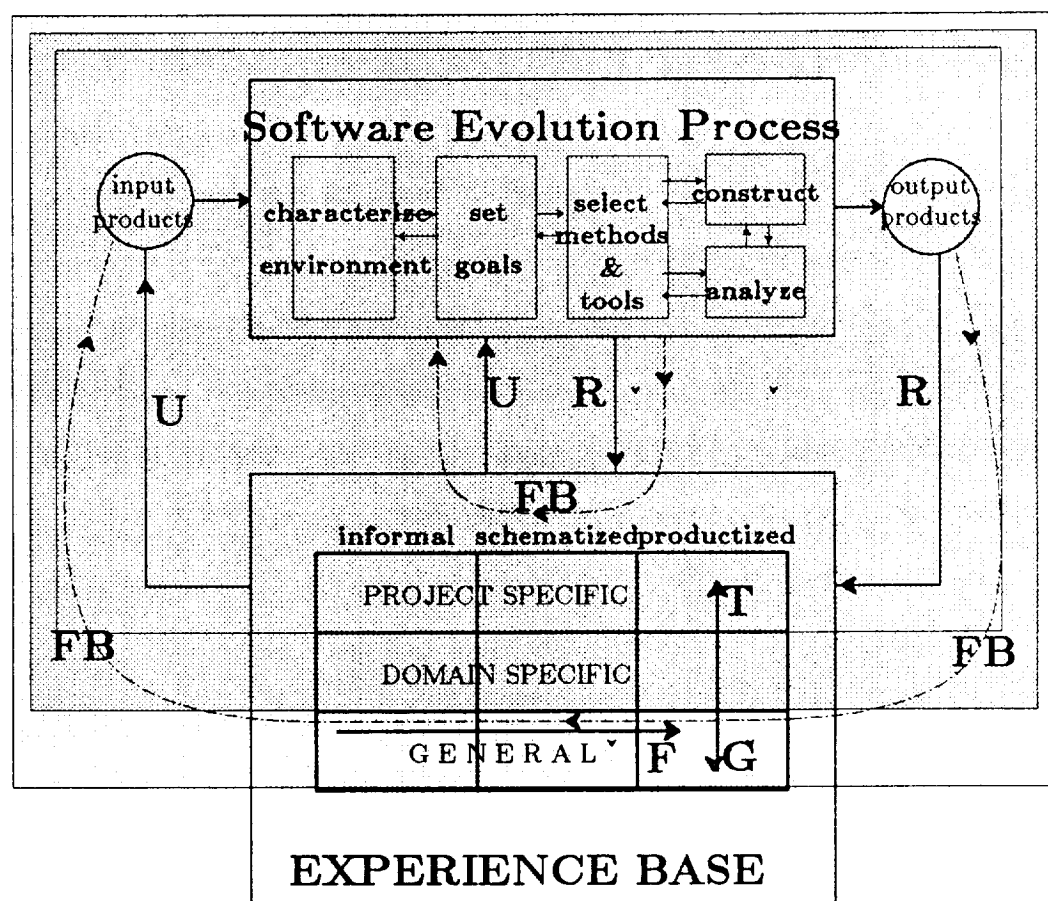 Software Evolution Process
input
products
characterize
environment
set
goals
select
methods
&
tools
construct
analyze
output
products
U
U
R
R
FB
informal schematized productized
PROJECT SPECIFIC
T
DOMAIN SPECIFIC
FB
FB
GENERAL
F
G
EXPERIENCE BASE